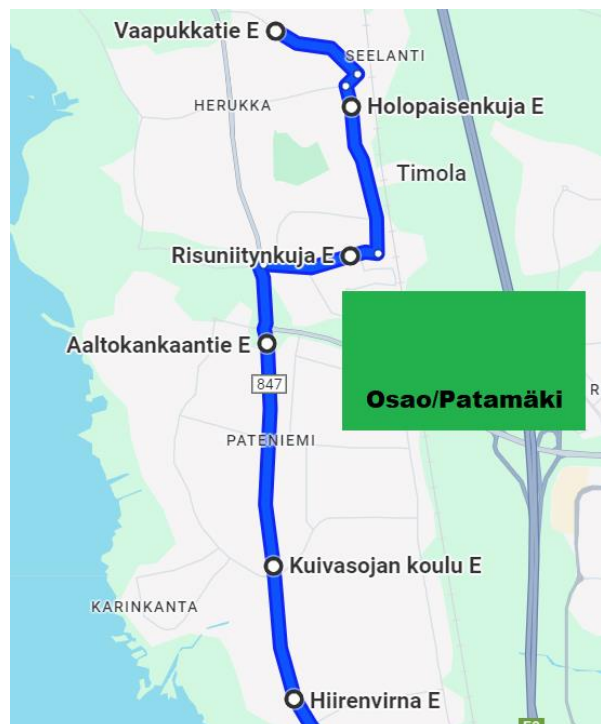 Vaapukkatie E
SEELANTI
HERUKKA
Holopaisenkuja E
Timola
Risuniitynkuja E
Aaltokankaantie E
847
Osao/Patamäki
R
PATENIEMI
Kuivasojan koulu E
KARINKANTA
Hiirenvirna E